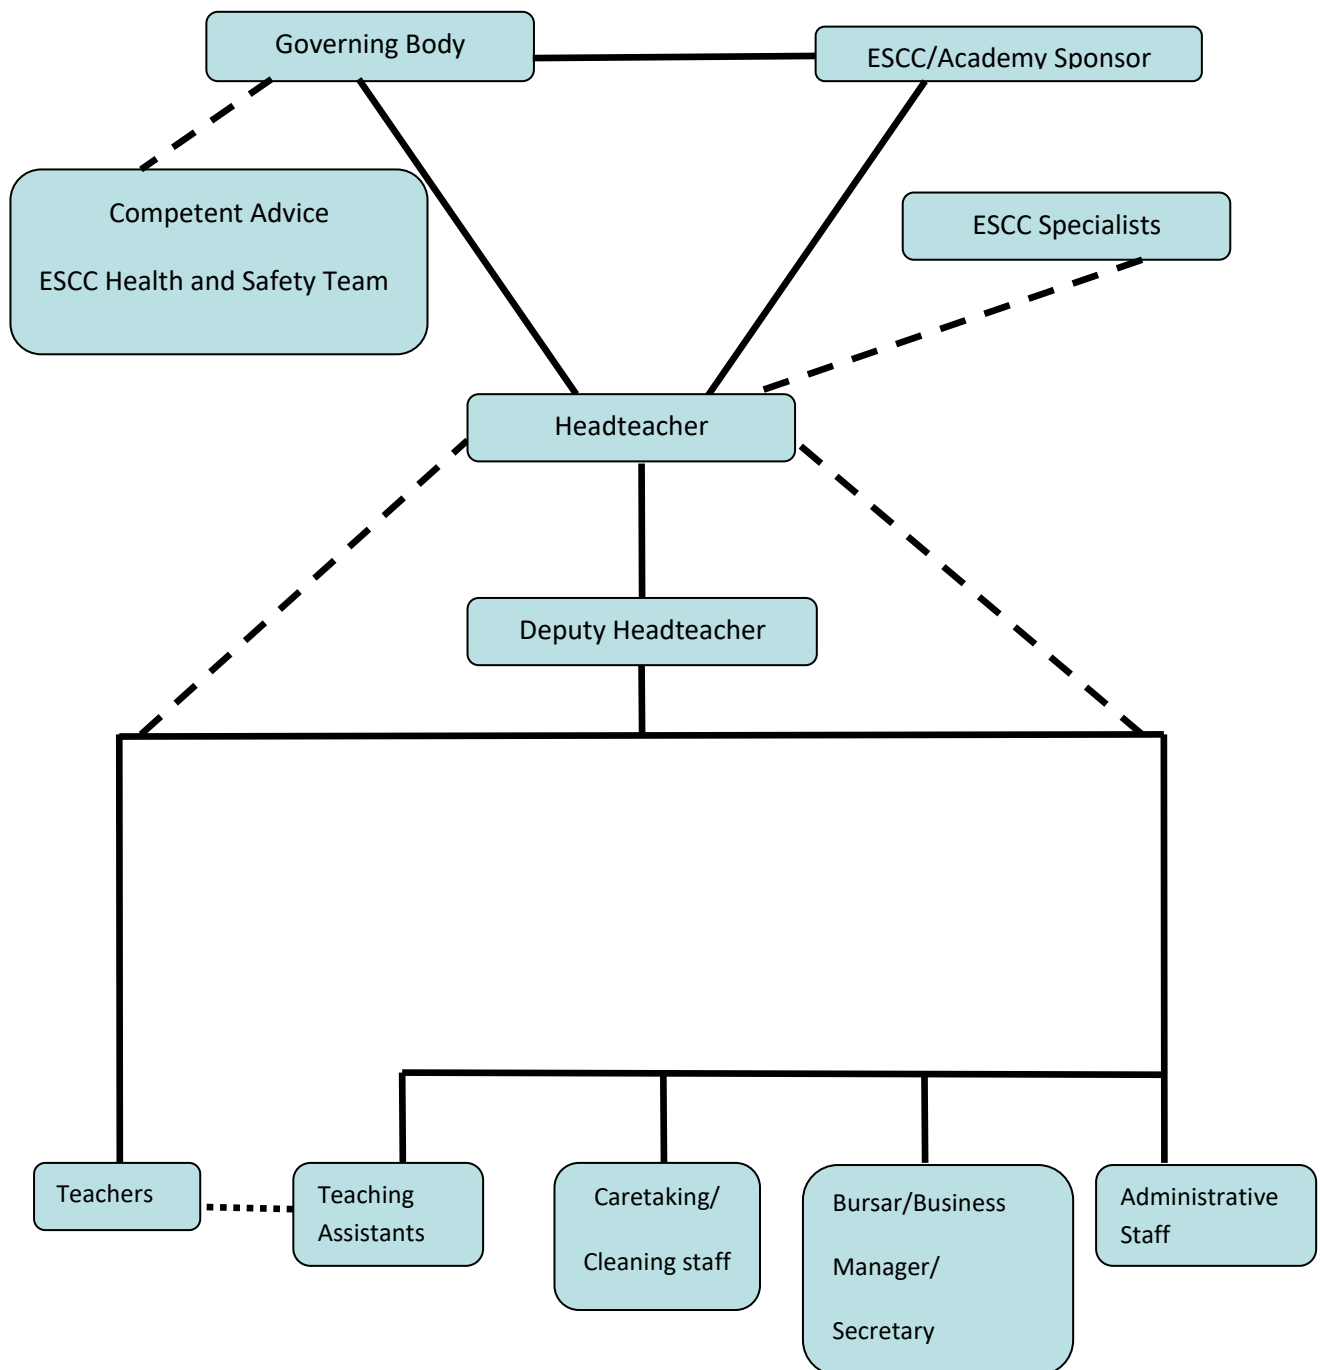 Governing Body
ESCC/Academy Sponsor
Competent Advice
ESCC Health and Safety Team
ESCC Specialists
Headteacher
Deputy Headteacher
Teachers
Teaching
Assistants
Caretaking/
Cleaning staff
Bursar/Business
Manager/
Secretary
Administrative
Staff